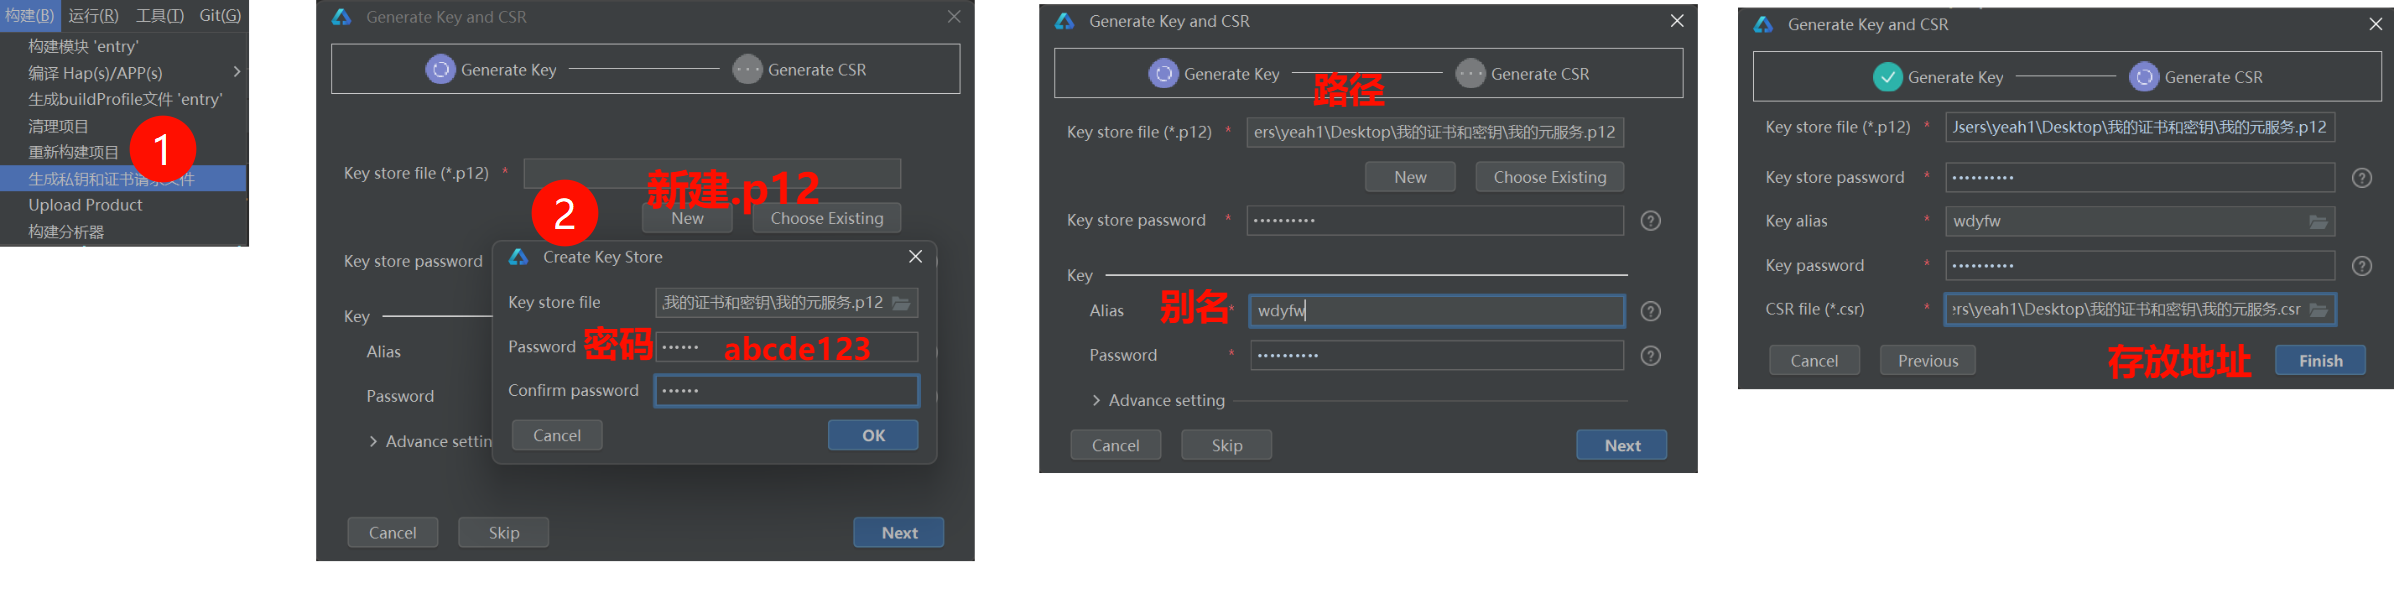 构建(B) 运行(R) 工具(T) Git(G)
构建模块 'entry'
编译 Hap(s)/APP(s)
生成buildProfile文件 'entry'
清理项目
重新构建项目
1
生成私钥和证书请求文件
Upload Product
构建分析器
Generate Key and CSR
Generate Key
Generate CSR
Key store file (*.p12) *
新建.p12
2
New
Choose Existing
Key store password
Key
Alias
Password
Advance settin
Create Key Store
Key store file
我的证书和密钥\我的元服务.p12
Password
密码
••••••
abcde123
Confirm password
••••••
Cancel
OK
Cancel
Skip
Next
Generate Key and CSR
Generate Key
Generate CSR
路径
Key store file (*.p12) *
ers\yeah1\Desktop\我的证书和密钥\我的元服务.p12
New
Choose Existing
Key store password *
••••••••••
?
Key
Alias
别名
*
wdyfw
?
Password *
••••••••••
?
Advance setting
Cancel
Skip
Next
Generate Key and CSR
Generate Key
Generate CSR
Key store file (*.p12) *
Jsers\yeah1\Desktop\我的证书和密钥\我的元服务.p12
Key store password *
••••••••••
?
Key alias *
wdyfw
Key password *
••••••••••
?
CSR file (*.csr) *
ers\yeah1\Desktop\我的证书和密钥\我的元服务.csr
Cancel
Previous
存放地址
Finish